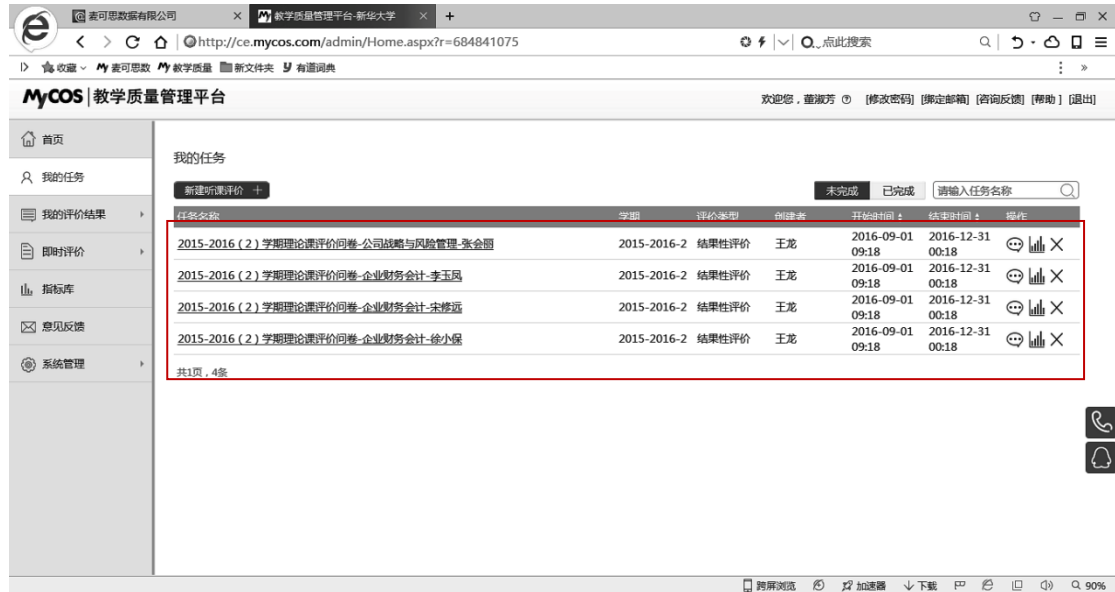 麦可思数据有限公司 教学质量管理平台-新华大学
http://ce.mycos.com/admin/Home.aspx?r=684841075 点此搜索
收藏 麦可思数 教学质量 新文件夹 有道词典
MyCOS 教学质量管理平台 欢迎您,董淑芳 [修改密码] [绑定邮箱] [咨询反馈] [帮助] [退出]
首页
我的任务
我的评价结果
即时评价
指标库
意见反馈
系统管理
我的任务
新建听课评价 未完成 已完成 请输入任务名称
任务名称 学期 评价类型 创建者 开始时间 结束时间 操作
2015-2016(2)学期理论课评价问卷-公司战略与风险管理-张会丽 2015-2016-2 结果性评价 王龙 2016-09-01 09:18 2016-12-31 00:18
2015-2016(2)学期理论课评价问卷-企业财务会计-李玉凤 2015-2016-2 结果性评价 王龙 2016-09-01 09:18 2016-12-31 00:18
2015-2016(2)学期理论课评价问卷-企业财务会计-宋修远 2015-2016-2 结果性评价 王龙 2016-09-01 09:18 2016-12-31 00:18
2015-2016(2)学期理论课评价问卷-企业财务会计-徐小保 2015-2016-2 结果性评价 王龙 2016-09-01 09:18 2016-12-31 00:18
共1页,4条
跨屏浏览 加速器 下载 90%